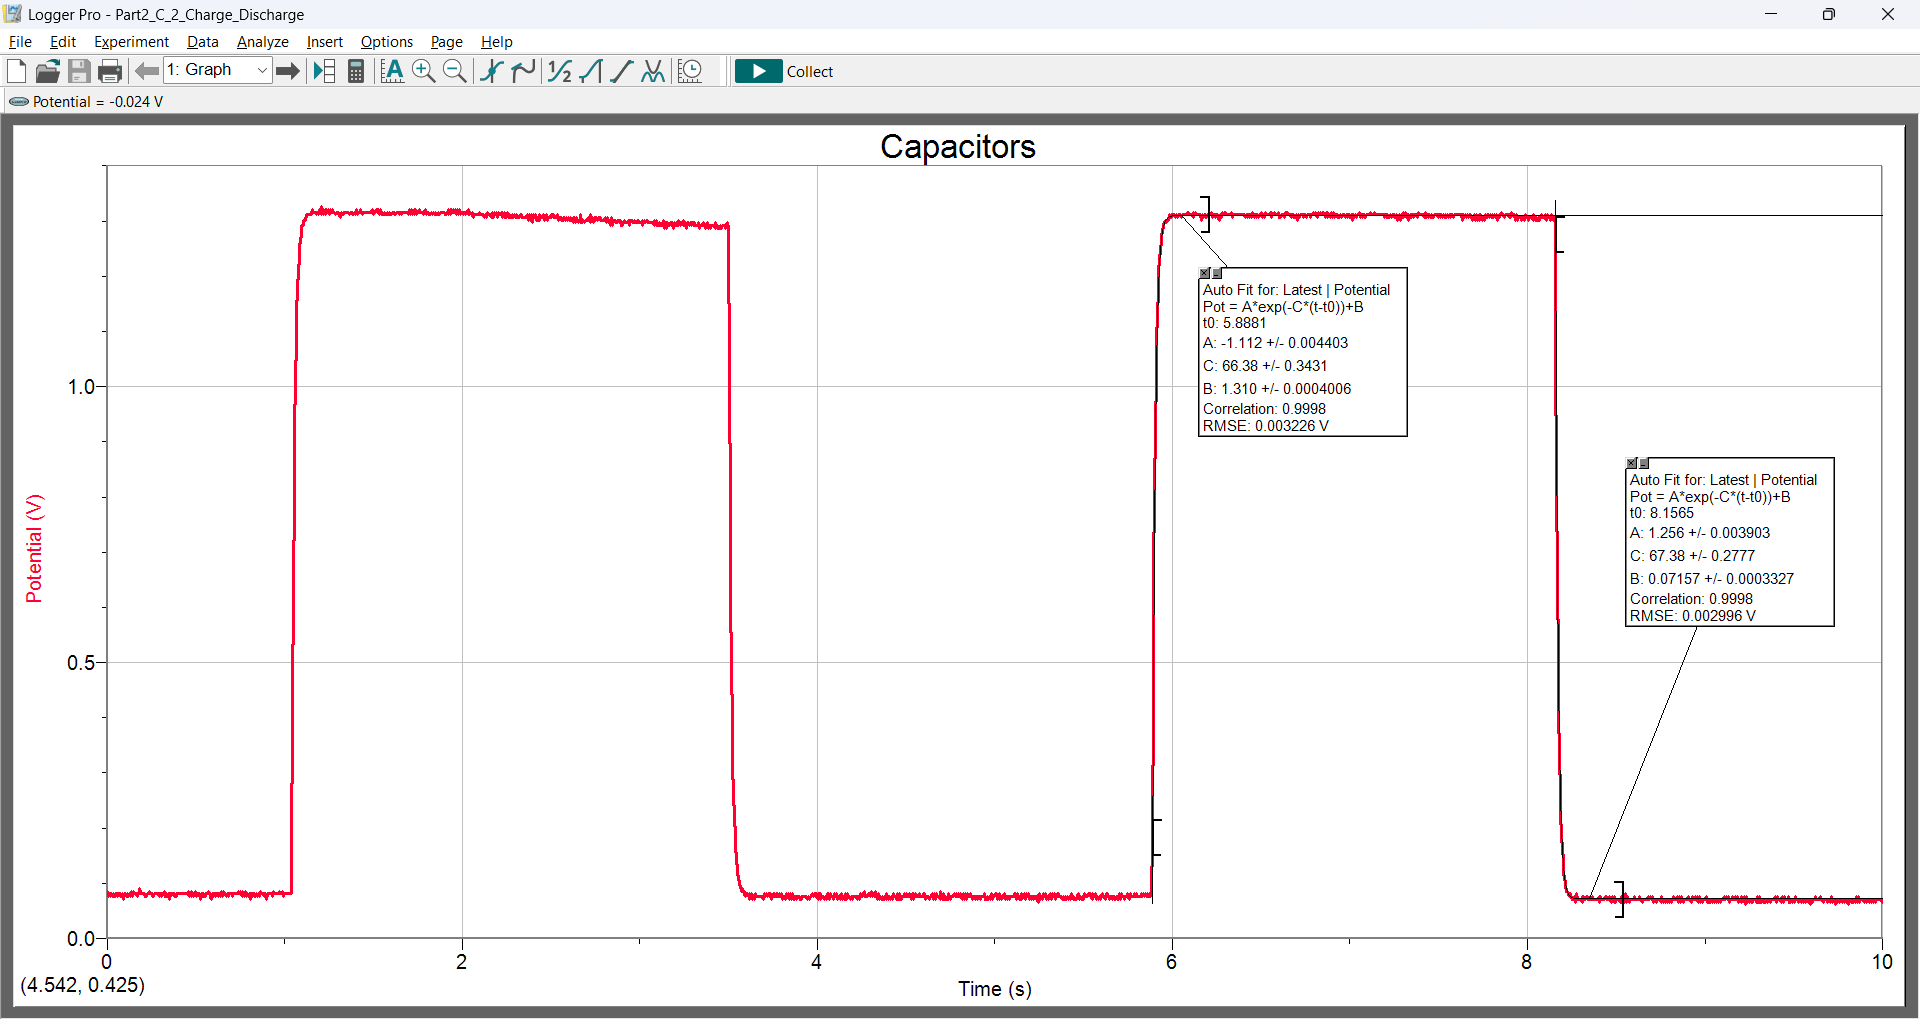 Logger Pro - Part2_C_2_Charge_Discharge
File Edit Experiment Data Analyze Insert Options Page Help
1: Graph
Collect
Potential = -0.024 V
Capacitors
Auto Fit for: Latest | Potential
Pot = A*exp(-C*(t-t0))+B
t0: 5.8881
A: -1.112 +/- 0.004403
C: 66.38 +/- 0.3431
B: 1.310 +/- 0.0004006
Correlation: 0.9998
RMSE: 0.003226 V
Auto Fit for: Latest | Potential
Pot = A*exp(-C*(t-t0))+B
t0: 8.1565
A: 1.256 +/- 0.003903
C: 67.38 +/- 0.2777
B: 0.07157 +/- 0.0003327
Correlation: 0.9998
RMSE: 0.002996 V
Potential (V)
1.0
0.5
0.0
0 2 4 6 8 10
(4.542, 0.425)
Time (s)